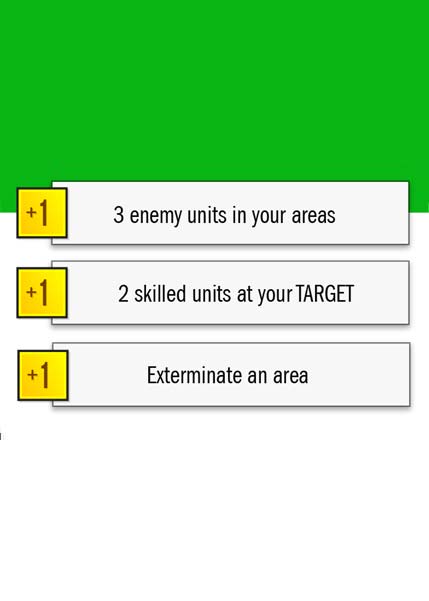 +1 3 enemy units in your areas
+1 2 skilled units at your TARGET
+1 Exterminate an area